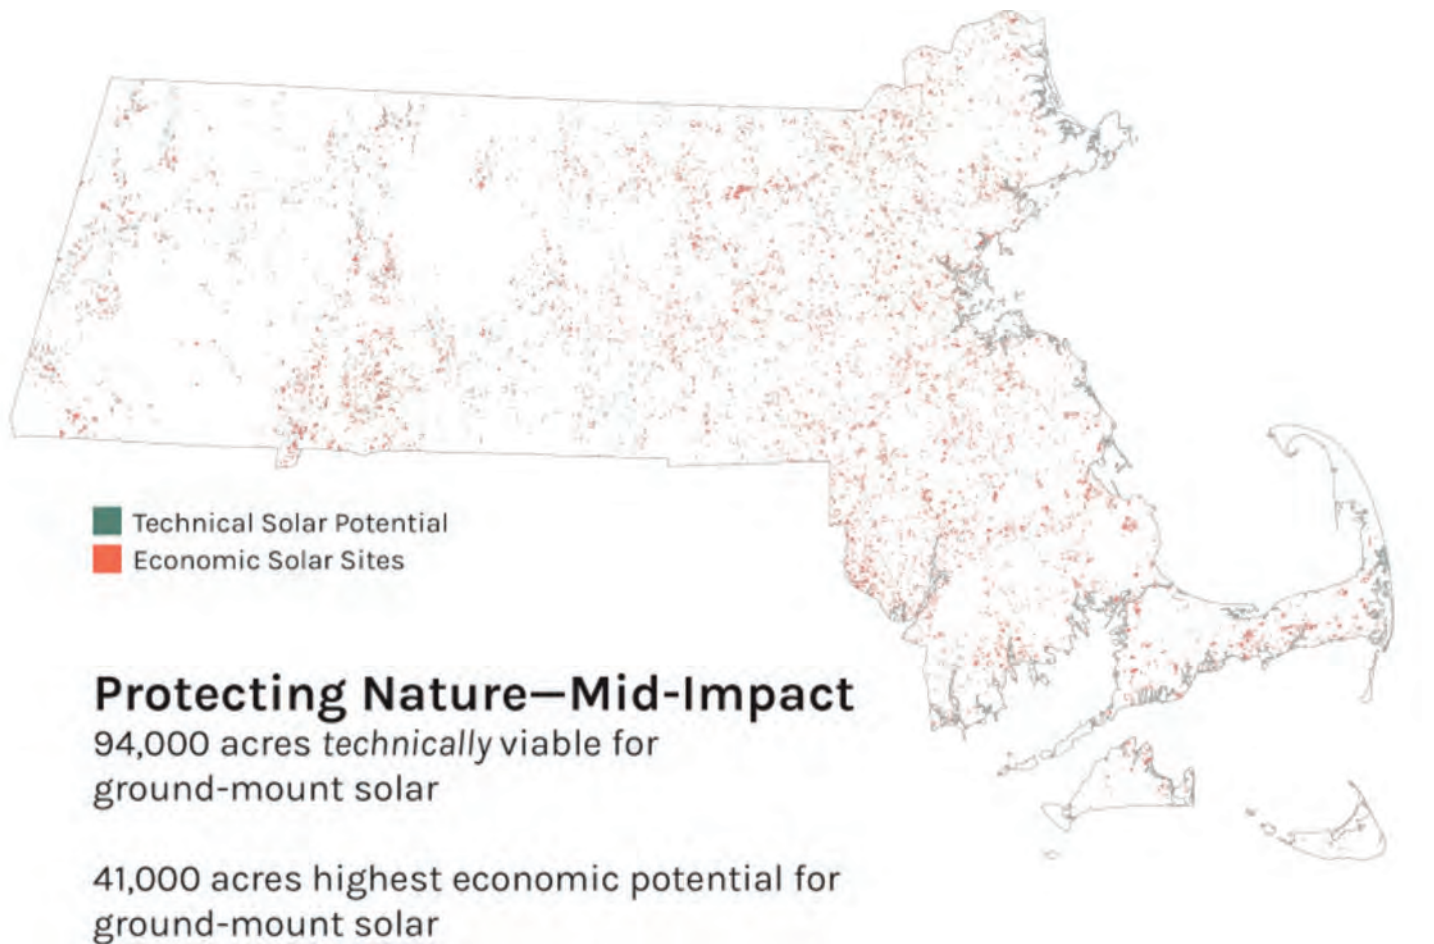 Technical Solar Potential
Economic Solar Sites
Protecting Nature—Mid-Impact
94,000 acres technically viable for
ground-mount solar
41,000 acres highest economic potential for
ground-mount solar